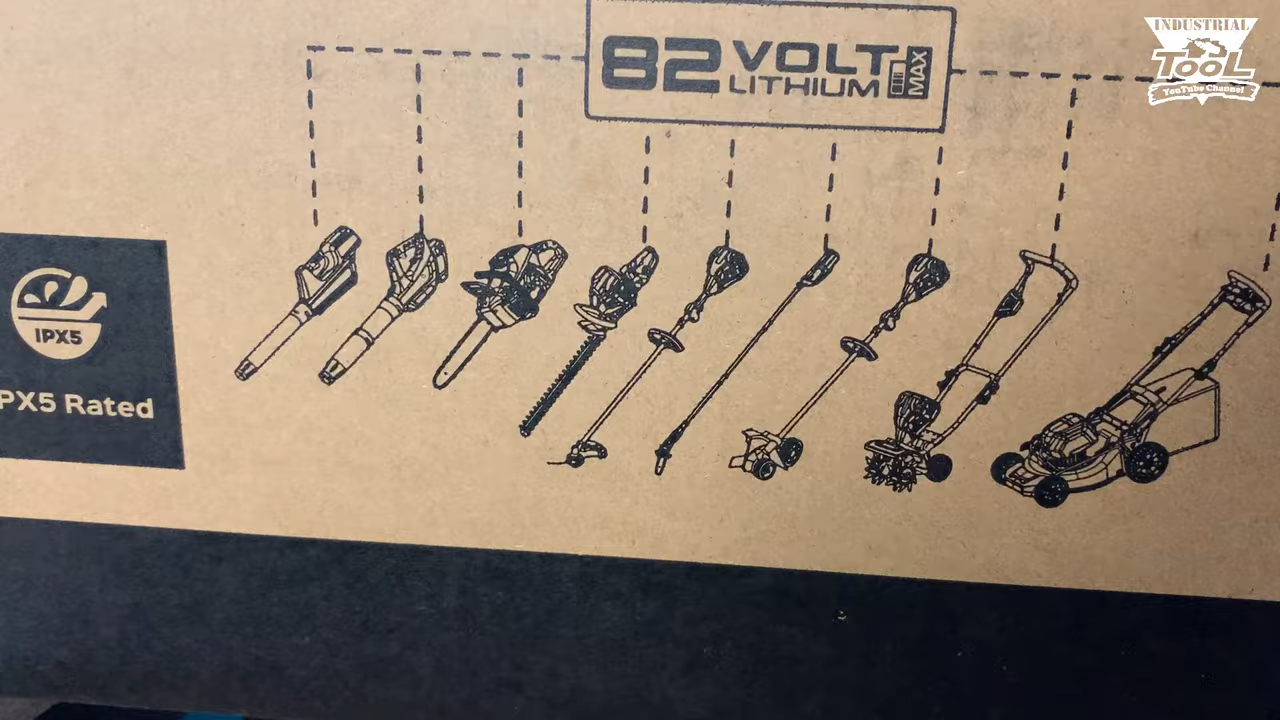 82 VOLT
LITHIUM MAX
INDUSTRIAL
TOOL
YouTube Channel
IPX5
PX5 Rated